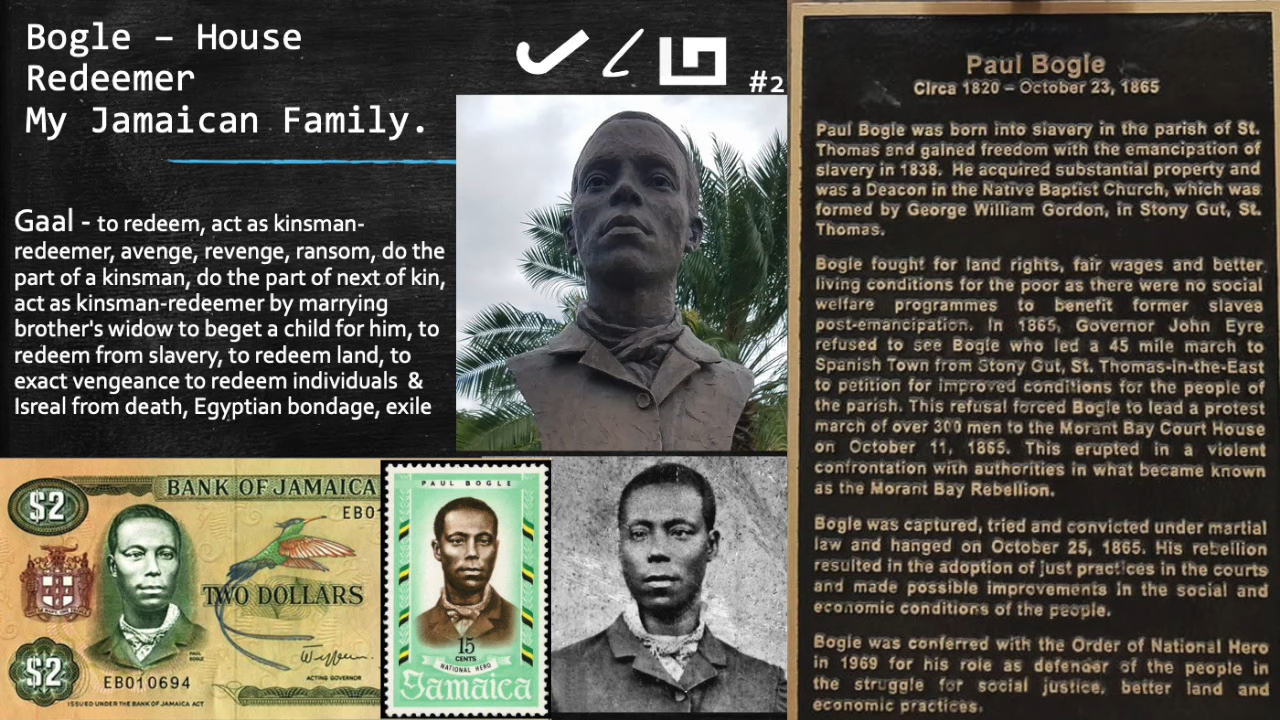 Bogle – House
Redeemer
My Jamaican Family.
#2
Gaal - to redeem, act as kinsman-
redeemer, avenge, revenge, ransom, do the
part of a kinsman, do the part of next of kin,
act as kinsman-redeemer by marrying
brother's widow to beget a child for him, to
redeem from slavery, to redeem land, to
exact vengeance to redeem individuals &
Isreal from death, Egyptian bondage, exile
$2
BANK OF JAMAICA
EB01
TWO DOLLARS
PAUL
BOGLE
$2
EB010694
ACTING GOVERNOR
ISSUED UNDER THE BANK OF JAMAICA ACT
PAUL BOGLE
15
CENTS
NATIONAL HERO
Jamaica
Paul Bogle
Circa 1820 – October 23, 1865
Paul Bogle was born into slavery in the parish of St.
Thomas and gained freedom with the emancipation of
slavery in 1838. He acquired substantial property and
was a Deacon in the Native Baptist Church, which was
formed by George William Gordon, in Stony Gut, St.
Thomas.
Bogle fought for land rights, fair wages and better
living conditions for the poor as there were no social
welfare programmes to benefit former slaves
post-emancipation. In 1865, Governor John Eyre
refused to see Bogle who led a 45 mile march to
Spanish Town from Stony Gut, St. Thomas-in-the-East
to petition for improved conditions for the people of
the parish. This refusal forced Bogle to lead a protest
march of over 300 men to the Morant Bay Court House
on October 11, 1865. This erupted in a violent
confrontation with authorities in what became known
as the Morant Bay Rebellion.
Bogle was captured, tried and convicted under martial
law and hanged on October 25, 1865. His rebellion
resulted in the adoption of just practices in the courts
and made possible improvements in the social and
economic conditions of the people.
Bogle was conferred with the Order of National Hero
in 1969 for his role as defender of the people in
the struggle for social justice, better land and
economic practices.